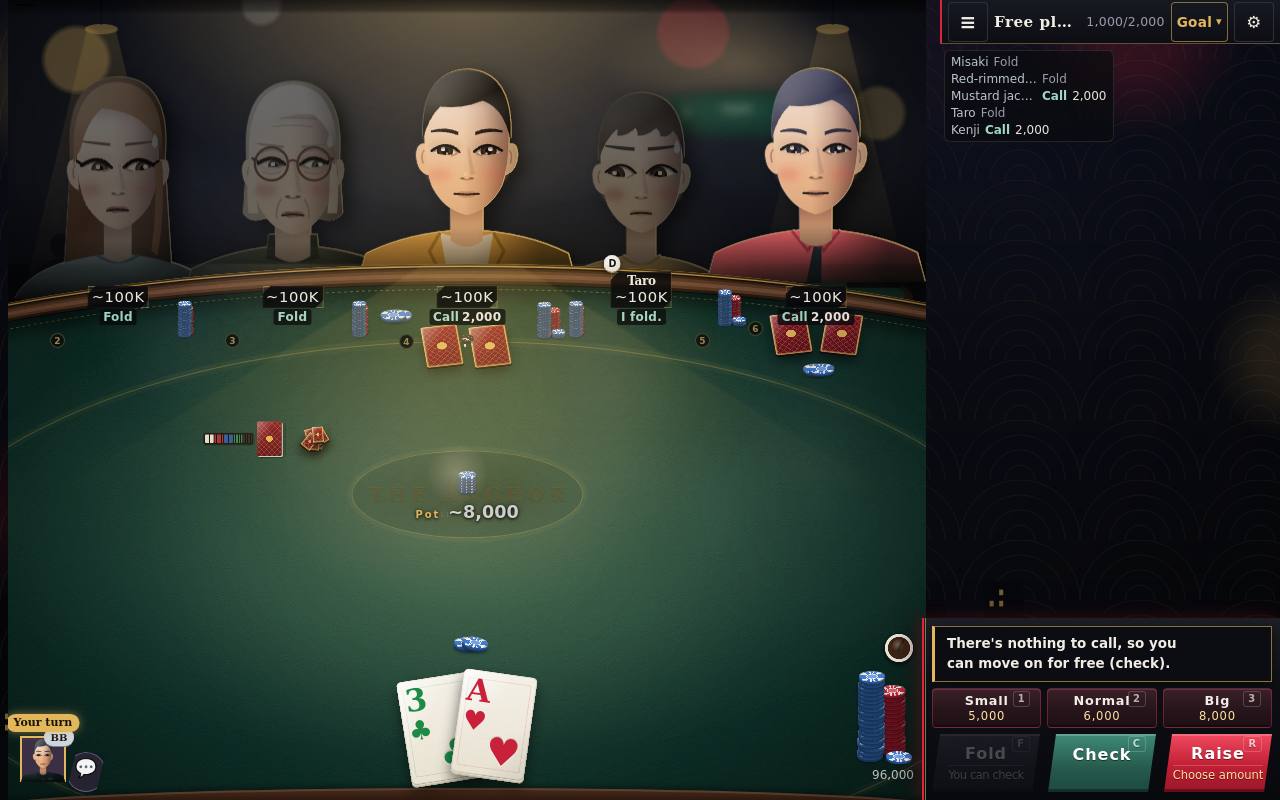 Free pl... 1,000/2,000 Goal ▾
Misaki Fold
Red-rimmed... Fold
Mustard jac... Call 2,000
Taro Fold
Kenji Call 2,000
D
Taro
~100K ~100K ~100K ~100K ~100K
Fold Fold Call 2,000 I fold. Call 2,000
2 3 4 5 6
Pot ~8,000
3 A
Your turn
BB
96,000
There's nothing to call, so you
can move on for free (check).
Small 1 Normal 2 Big 3
5,000 6,000 8,000
Fold F Check C Raise R
You can check Choose amount